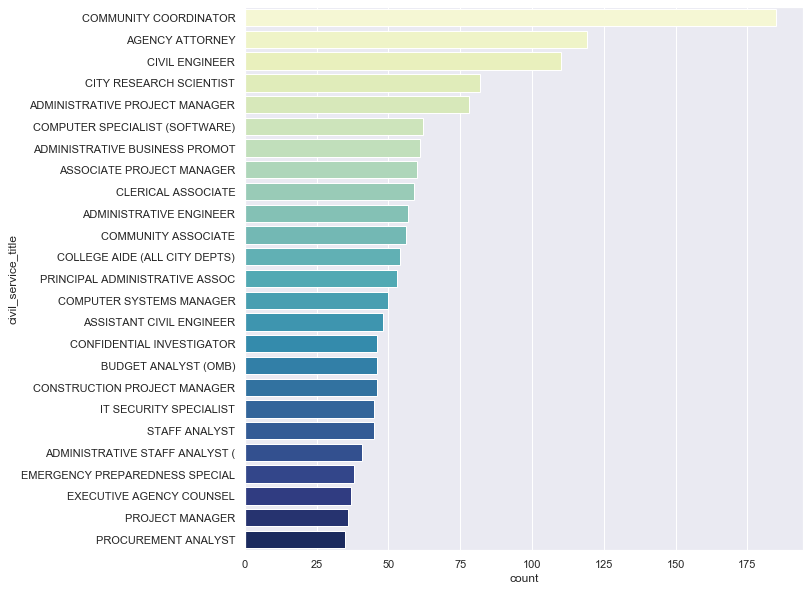 COMMUNITY COORDINATOR
AGENCY ATTORNEY
CIVIL ENGINEER
CITY RESEARCH SCIENTIST
ADMINISTRATIVE PROJECT MANAGER
COMPUTER SPECIALIST (SOFTWARE)
ADMINISTRATIVE BUSINESS PROMOT
ASSOCIATE PROJECT MANAGER
CLERICAL ASSOCIATE
ADMINISTRATIVE ENGINEER
COMMUNITY ASSOCIATE
COLLEGE AIDE (ALL CITY DEPTS)
PRINCIPAL ADMINISTRATIVE ASSOC
COMPUTER SYSTEMS MANAGER
ASSISTANT CIVIL ENGINEER
CONFIDENTIAL INVESTIGATOR
BUDGET ANALYST (OMB)
CONSTRUCTION PROJECT MANAGER
IT SECURITY SPECIALIST
STAFF ANALYST
ADMINISTRATIVE STAFF ANALYST (
EMERGENCY PREPAREDNESS SPECIAL
EXECUTIVE AGENCY COUNSEL
PROJECT MANAGER
PROCUREMENT ANALYST
civil_service_title
0 25 50 75 100 125 150 175
count